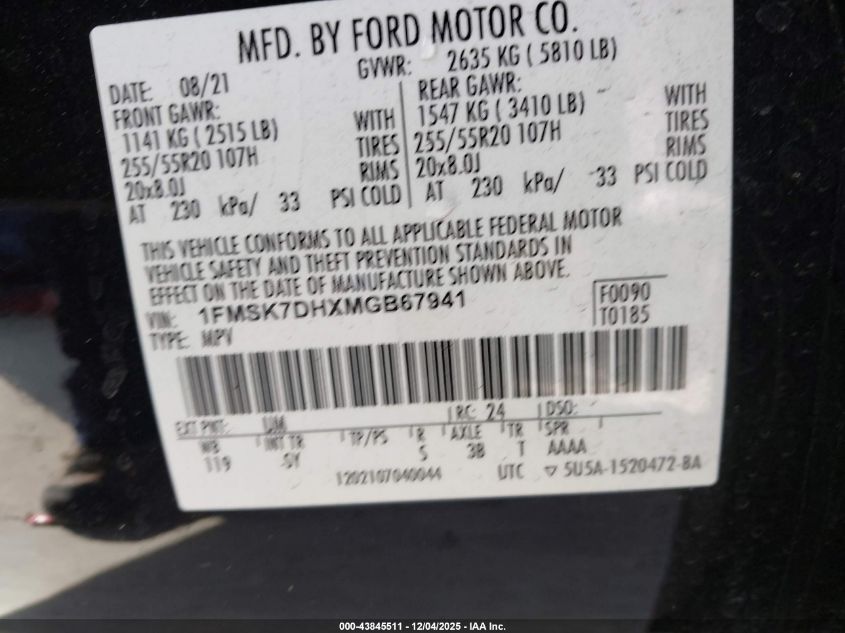 MFD. BY FORD MOTOR CO.
DATE: 08/21 GVWR: 2635 KG ( 5810 LB)
FRONT GAWR: REAR GAWR:
1141 KG ( 2515 LB) WITH 1547 KG ( 3410 LB) WITH
255/55R20 107H TIRES 255/55R20 107H TIRES
20x8.0J RIMS 20x8.0J RIMS
AT 230 kPa/ 33 PSI COLD AT 230 kPa/ 33 PSI COLD
THIS VEHICLE CONFORMS TO ALL APPLICABLE FEDERAL MOTOR
VEHICLE SAFETY AND THEFT PREVENTION STANDARDS IN
EFFECT ON THE DATE OF MANUFACTURE SHOWN ABOVE.
VIN: 1FMSK7DHXMGB67941 F0090
TYPE: MPV T0185
EXT PNT: UM RC: 24 DSO:
WB INT TR TP/PS R AXLE TR SPR
119 SY S 3B T AAAA
1202107040044 UTC ▽ 5U5A-1520472-BA
000-43845511 - 12/04/2025 - IAA Inc.